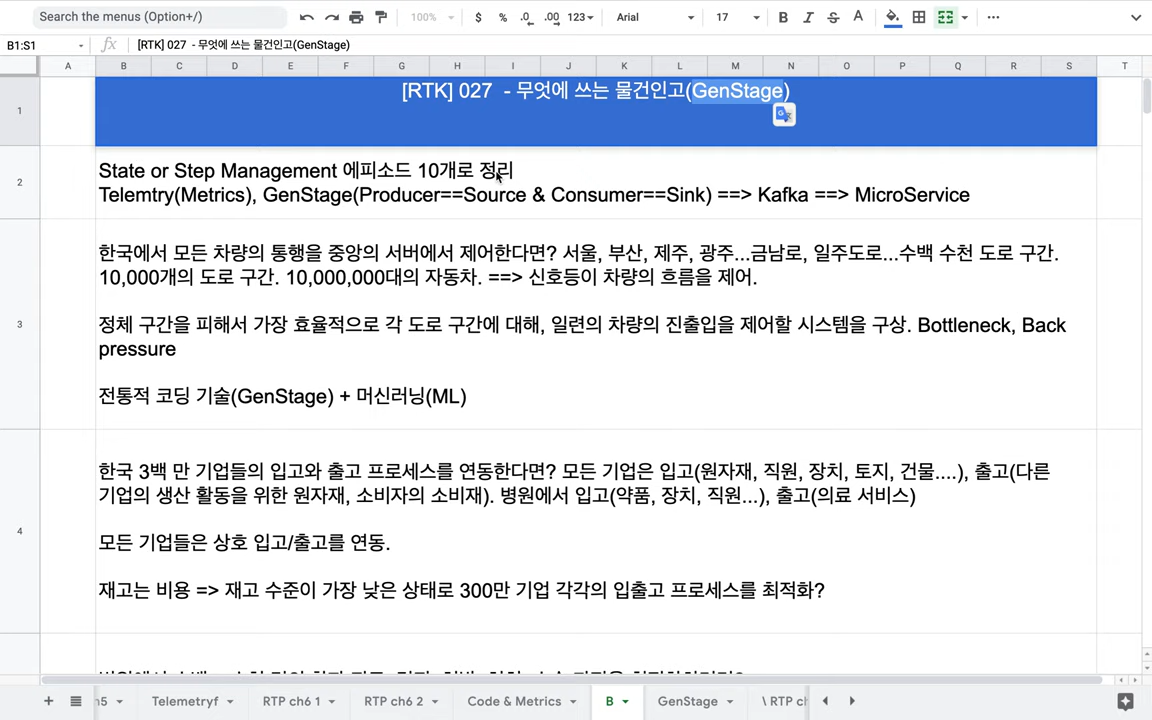 Search the menus (Option+/)
100%
$ % .0 .00 123
Arial
17
B I S A
B1:S1
fx
[RTK] 027 - 무엇에 쓰는 물건인고(GenStage)
A B C D E F G H I J K L M N O P Q R S T
1
[RTK] 027 - 무엇에 쓰는 물건인고(GenStage)
2
State or Step Management 에피소드 10개로 정리
Telemtry(Metrics), GenStage(Producer==Source & Consumer==Sink) ==> Kafka ==> MicroService
3
한국에서 모든 차량의 통행을 중앙의 서버에서 제어한다면? 서울, 부산, 제주, 광주...금남로, 일주도로...수백 수천 도로 구간.
10,000개의 도로 구간. 10,000,000대의 자동차. ==> 신호등이 차량의 흐름을 제어.
정체 구간을 피해서 가장 효율적으로 각 도로 구간에 대해, 일련의 차량의 진출입을 제어할 시스템을 구상. Bottleneck, Back
pressure
전통적 코딩 기술(GenStage) + 머신러닝(ML)
4
한국 3백 만 기업들의 입고와 출고 프로세스를 연동한다면? 모든 기업은 입고(원자재, 직원, 장치, 토지, 건물....), 출고(다른
기업의 생산 활동을 위한 원자재, 소비자의 소비재). 병원에서 입고(약품, 장치, 직원...), 출고(의료 서비스)
모든 기업들은 상호 입고/출고를 연동.
재고는 비용 => 재고 수준이 가장 낮은 상태로 300만 기업 각각의 입출고 프로세스를 최적화?
Telemetryf
RTP ch6 1
RTP ch6 2
Code & Metrics
B
GenStage
\ RTP ch